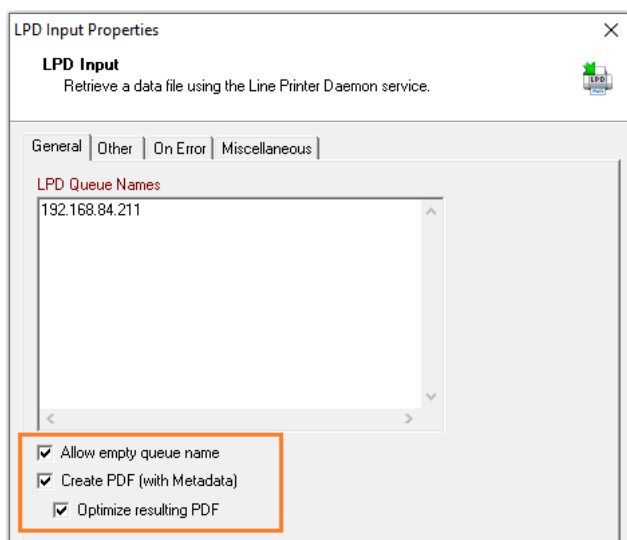 LPD Input Properties
LPD Input
Retrieve a data file using the Line Printer Daemon service.
LPD
General Other On Error Miscellaneous
LPD Queue Names
192.168.84.211
Allow empty queue name
Create PDF (with Metadata)
Optimize resulting PDF